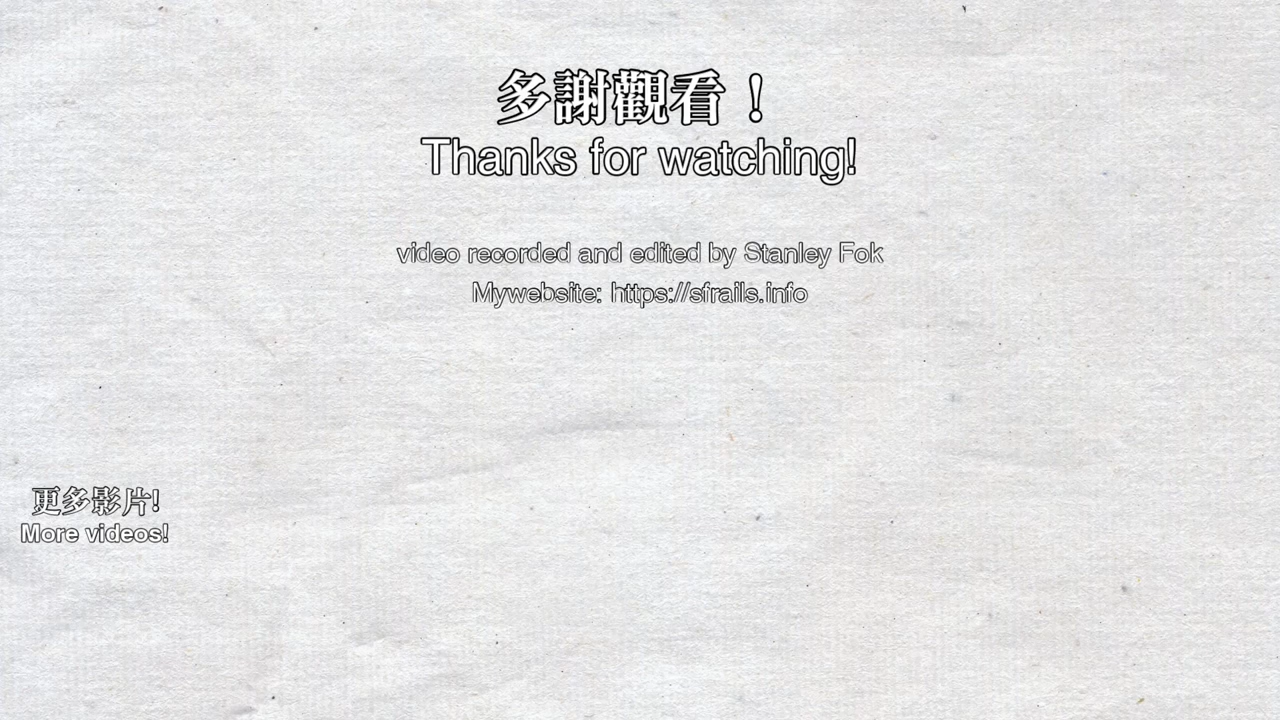 多謝觀看！
Thanks for watching!
video recorded and edited by Stanley Fok
Mywebsite: https://sfrails.info
更多影片!
More videos!